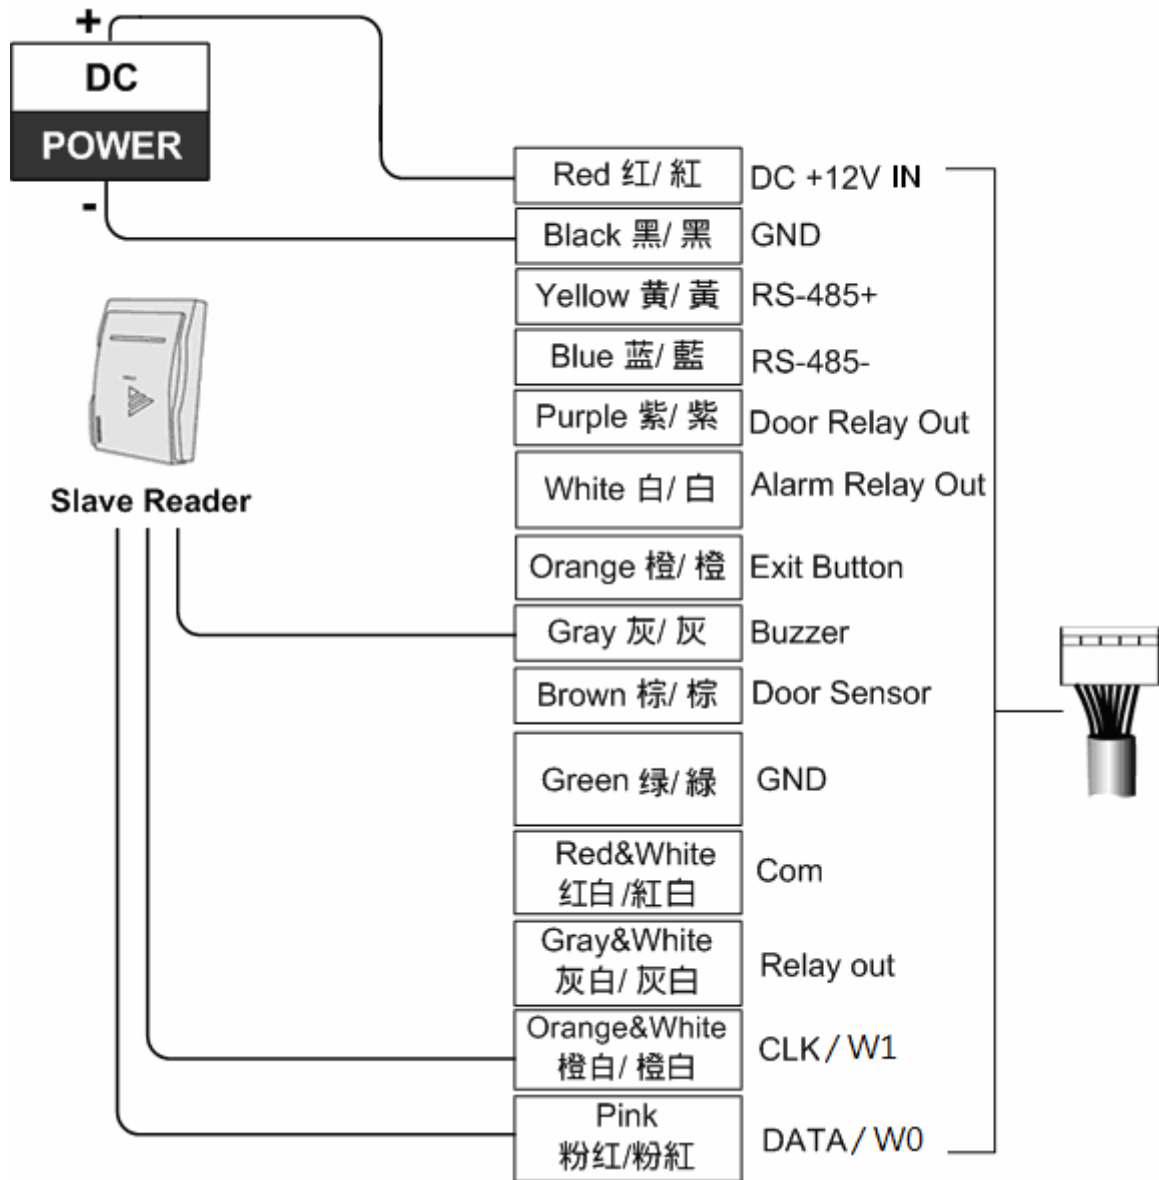 +
DC
POWER
-
Slave Reader
Red 红/ 紅 DC +12V IN
Black 黑/ 黑 GND
Yellow 黄/ 黃 RS-485+
Blue 蓝/ 藍 RS-485-
Purple 紫/ 紫 Door Relay Out
White 白/ 白 Alarm Relay Out
Orange 橙/ 橙 Exit Button
Gray 灰/ 灰 Buzzer
Brown 棕/ 棕 Door Sensor
Green 绿/ 綠 GND
Red&White
红白 /紅白 Com
Gray&White
灰白/ 灰白 Relay out
Orange&White
橙白/ 橙白 CLK/W1
Pink
粉红/粉紅 DATA/W0